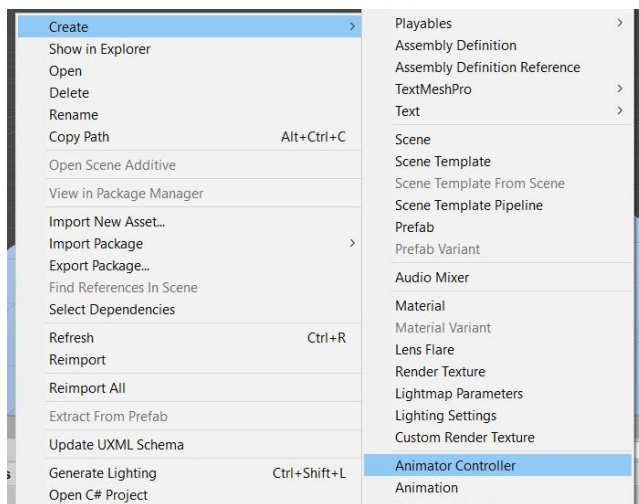 Create
Show in Explorer
Open
Delete
Rename
Copy Path Alt+Ctrl+C
Open Scene Additive
View in Package Manager
Import New Asset...
Import Package
Export Package...
Find References In Scene
Select Dependencies
Refresh Ctrl+R
Reimport
Reimport All
Extract From Prefab
Update UXML Schema
Generate Lighting Ctrl+Shift+L
Open C# Project
Playables
Assembly Definition
Assembly Definition Reference
TextMeshPro
Text
Scene
Scene Template
Scene Template From Scene
Scene Template Pipeline
Prefab
Prefab Variant
Audio Mixer
Material
Material Variant
Lens Flare
Render Texture
Lightmap Parameters
Lighting Settings
Custom Render Texture
Animator Controller
Animation